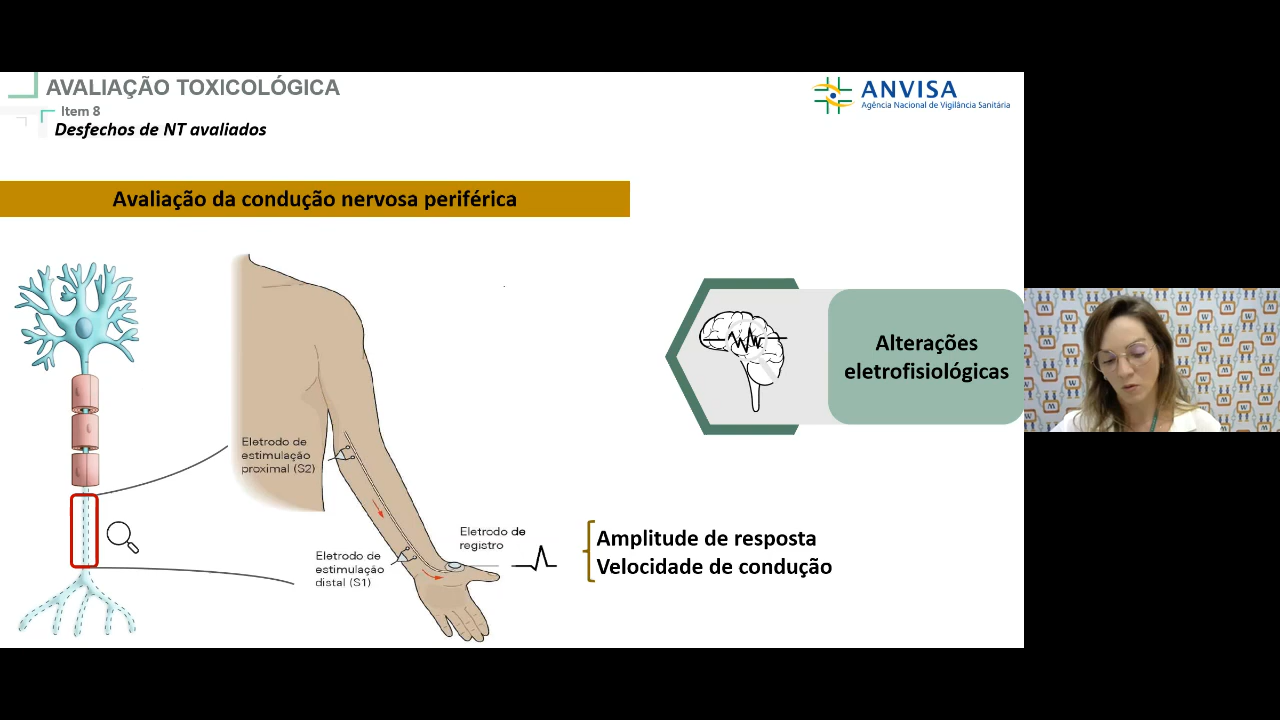 AVALIAÇÃO TOXICOLÓGICA
Item 8
Desfechos de NT avaliados
ANVISA
Agência Nacional de Vigilância Sanitária
Avaliação da condução nervosa periférica
Alterações
eletrofisiológicas
Eletrodo de
estimulação
proximal (S2)
Eletrodo de
registro
Eletrodo de
estimulação
distal (S1)
Amplitude de resposta
Velocidade de condução